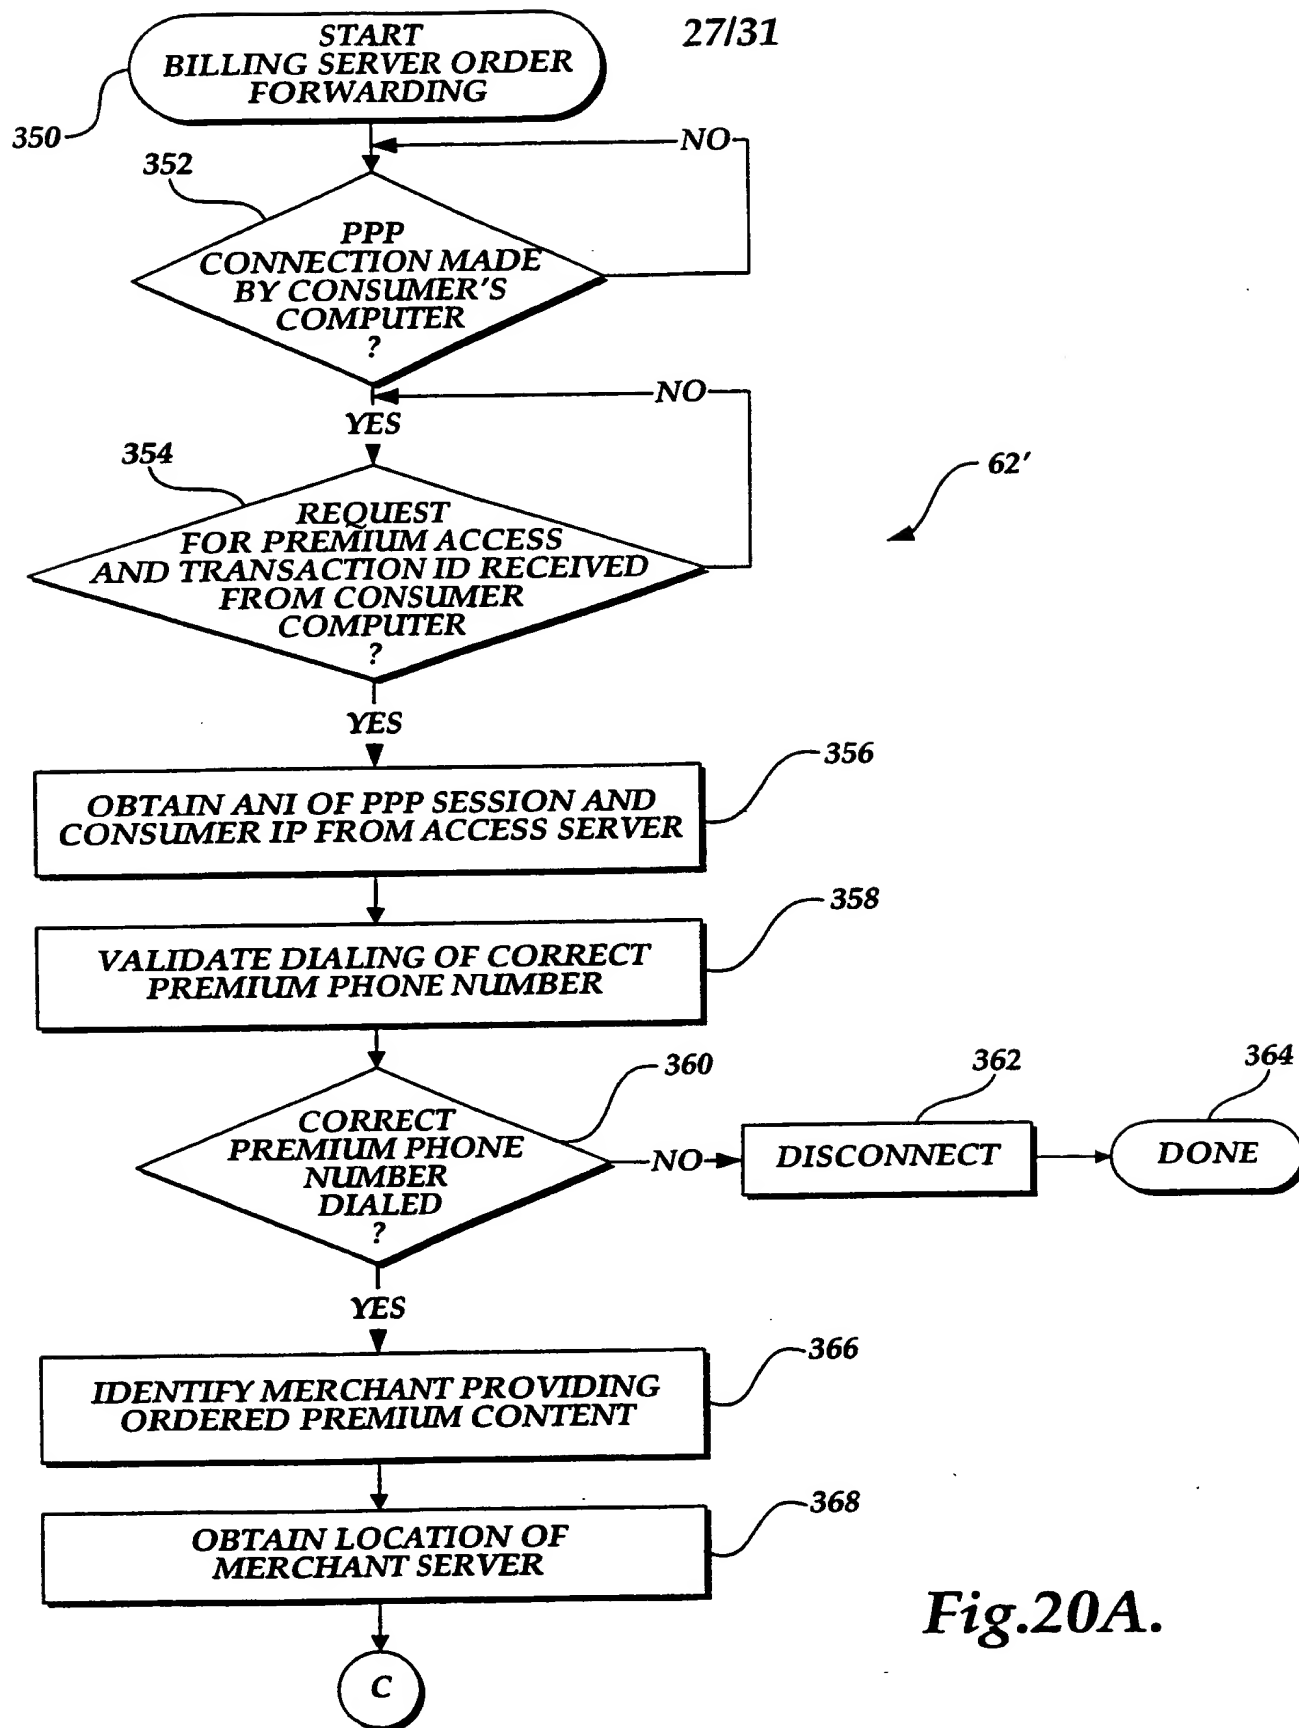 27/31
START
BILLING SERVER ORDER
FORWARDING
350
NO
352
PPP
CONNECTION MADE
BY CONSUMER'S
COMPUTER
?
NO
YES
354
62'
REQUEST
FOR PREMIUM ACCESS
AND TRANSACTION ID RECEIVED
FROM CONSUMER
COMPUTER
?
YES
356
OBTAIN ANI OF PPP SESSION AND
CONSUMER IP FROM ACCESS SERVER
358
VALIDATE DIALING OF CORRECT
PREMIUM PHONE NUMBER
360
CORRECT
PREMIUM PHONE
NUMBER
DIALED
?
NO
362
DISCONNECT
364
DONE
YES
366
IDENTIFY MERCHANT PROVIDING
ORDERED PREMIUM CONTENT
368
OBTAIN LOCATION OF
MERCHANT SERVER
C
Fig.20A.